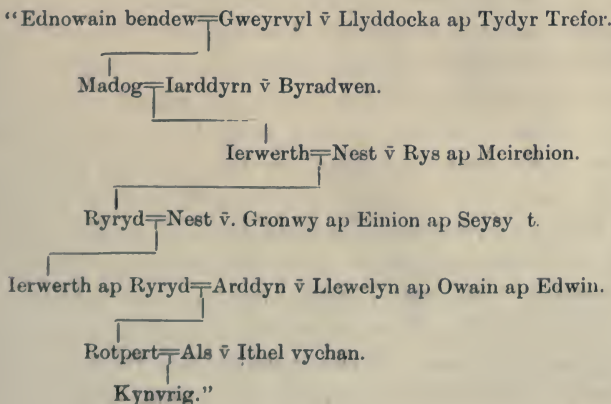 “Ednowain bendew=Gweyrvyl v̄ Llyddocka ap Tydyr Trefor.
Madog=Iarddyrn v̄ Byradwen.
Ierwerth=Nest v̄ Rys ap Meirchion.
Ryryd=Nest v̄. Gronwy ap Einion ap Seysy t.
Ierwerth ap Ryryd=Arddyn v̄ Llewelyn ap Owain ap Edwin.
Rotpert=Als v̄ Ithel vychan.
Kynvrig.”